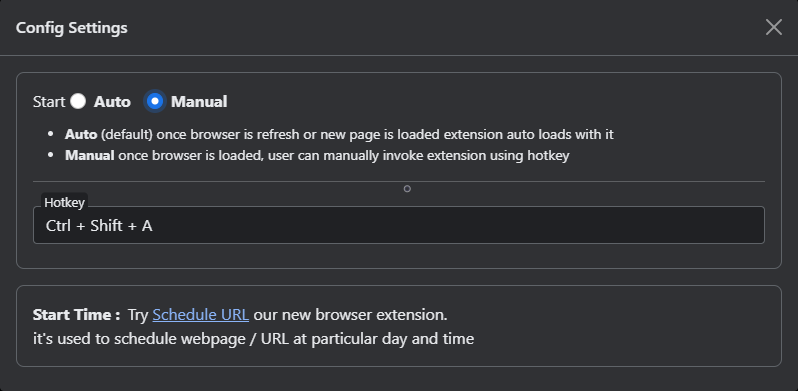 Config Settings
Start Auto Manual
Auto (default) once browser is refresh or new page is loaded extension auto loads with it
Manual once browser is loaded, user can manually invoke extension using hotkey
Hotkey
Ctrl + Shift + A
Start Time : Try Schedule URL our new browser extension.
it's used to schedule webpage / URL at particular day and time